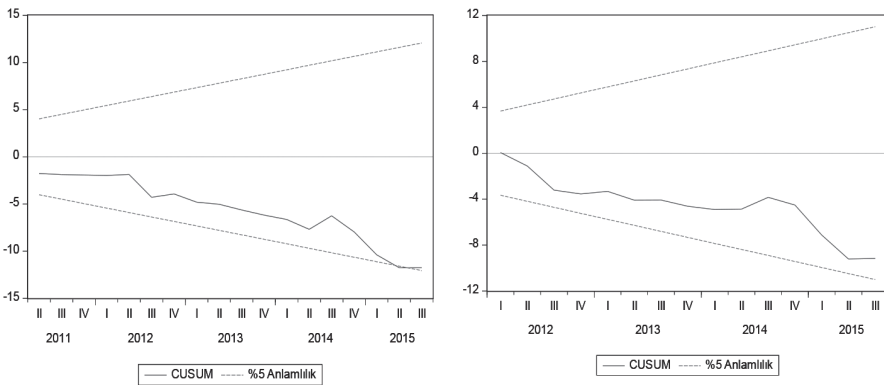 15
10
5
0
-5
-10
-15
II III IV I II III IV I II III IV I II III IV I II III
2011 2012 2013 2014 2015
CUSUM %5 Anlamlılık
12
8
4
0
-4
-8
-12
I II III IV I II III IV I II III IV I II III
2012 2013 2014 2015
CUSUM %5 Anlamlılık